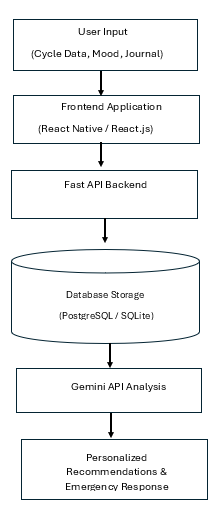 User Input
(Cycle Data, Mood, Journal)
Frontend Application
(React Native / React.js)
Fast API Backend
Database Storage
(PostgreSQL / SQLite)
Gemini API Analysis
Personalized
Recommendations &
Emergency Response